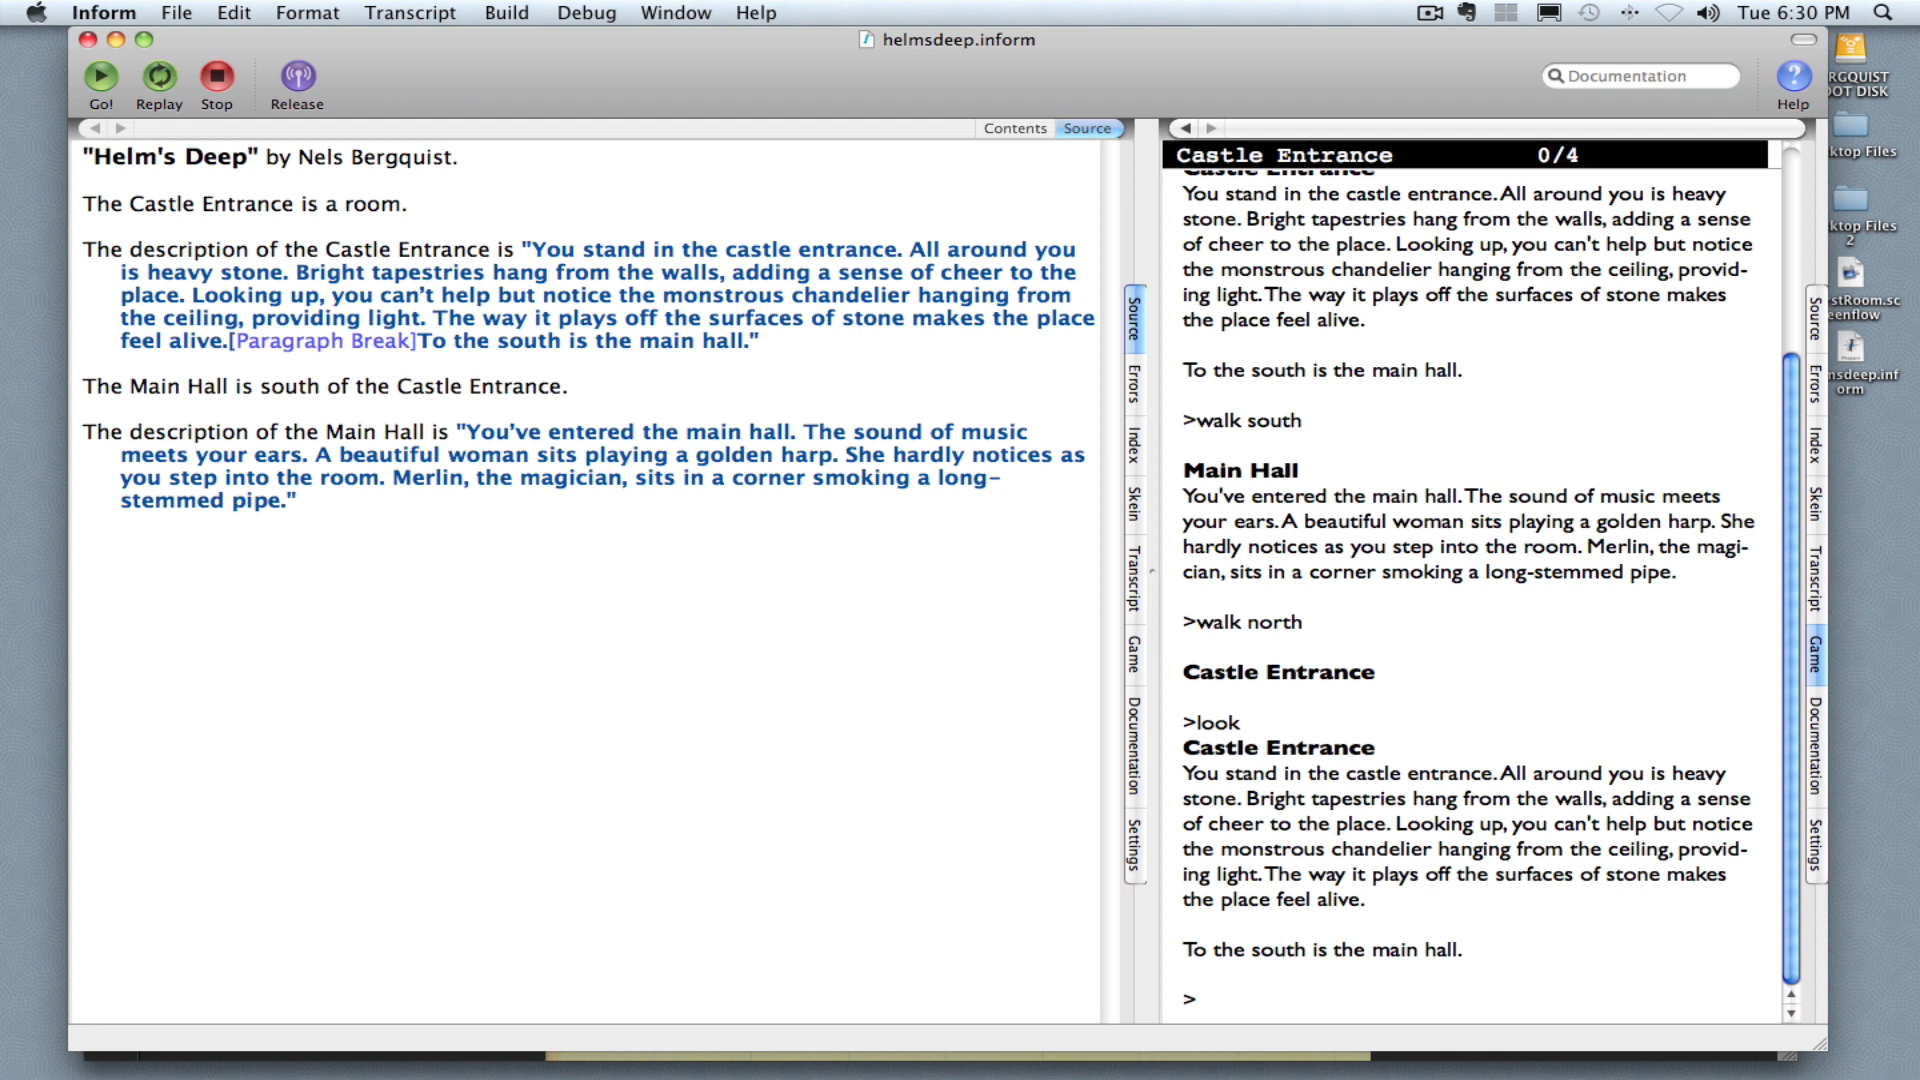 Inform File Edit Format Transcript Build Debug Window Help Tue 6:30 PM
helmsdeep.inform
Go! Replay Stop Release
Documentation
Help
Contents Source
"Helm's Deep" by Nels Bergquist.
The Castle Entrance is a room.
The description of the Castle Entrance is "You stand in the castle entrance. All around you
is heavy stone. Bright tapestries hang from the walls, adding a sense of cheer to the
place. Looking up, you can't help but notice the monstrous chandelier hanging from
the ceiling, providing light. The way it plays off the surfaces of stone makes the place
feel alive.[Paragraph Break]To the south is the main hall."
The Main Hall is south of the Castle Entrance.
The description of the Main Hall is "You've entered the main hall. The sound of music
meets your ears. A beautiful woman sits playing a golden harp. She hardly notices as
you step into the room. Merlin, the magician, sits in a corner smoking a long-
stemmed pipe."
Source
Errors
Index
Skein
Transcript
Game
Documentation
Settings
Castle Entrance 0/4
Castle Entrance
You stand in the castle entrance. All around you is heavy
stone. Bright tapestries hang from the walls, adding a sense
of cheer to the place. Looking up, you can't help but notice
the monstrous chandelier hanging from the ceiling, provid-
ing light. The way it plays off the surfaces of stone makes
the place feel alive.
To the south is the main hall.
>walk south
Main Hall
You've entered the main hall. The sound of music meets
your ears. A beautiful woman sits playing a golden harp. She
hardly notices as you step into the room. Merlin, the magi-
cian, sits in a corner smoking a long-stemmed pipe.
>walk north
Castle Entrance
>look
Castle Entrance
You stand in the castle entrance. All around you is heavy
stone. Bright tapestries hang from the walls, adding a sense
of cheer to the place. Looking up, you can't help but notice
the monstrous chandelier hanging from the ceiling, provid-
ing light. The way it plays off the surfaces of stone makes
the place feel alive.
To the south is the main hall.
>
Source
Errors
Index
Skein
Transcript
Game
Documentation
Settings
RGQUIST
OOT DISK
ktop Files
ktop Files
2
stRoom.sc
eenflow
msdeep.inf
orm